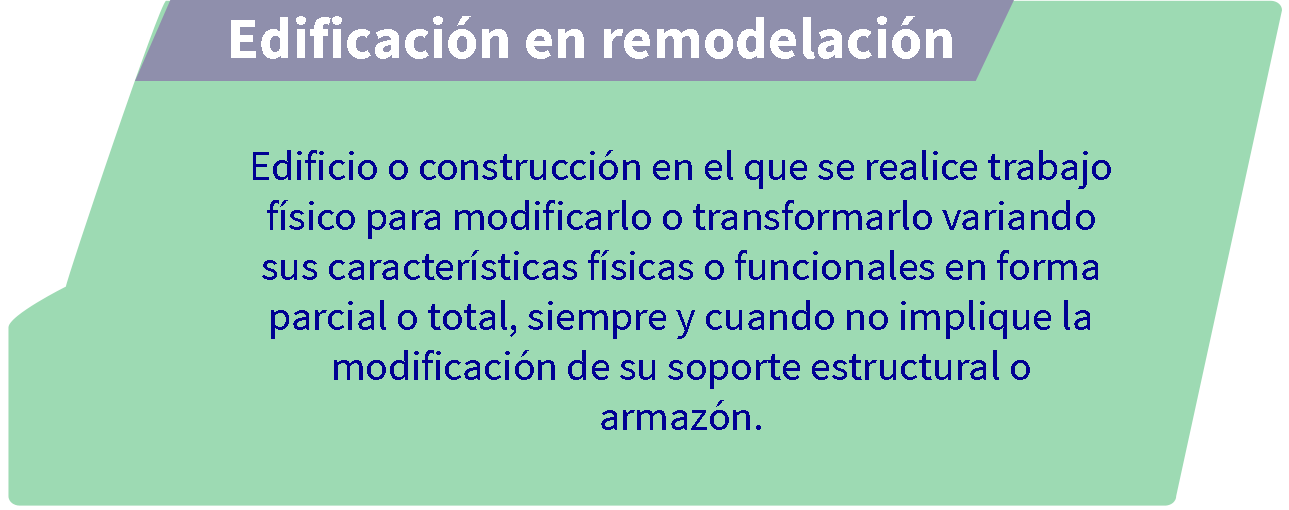 Edificación en remodelación
Edificio o construcción en el que se realice trabajo
físico para modificarlo o transformarlo variando
sus características físicas o funcionales en forma
parcial o total, siempre y cuando no implique la
modificación de su soporte estructural o
armazón.